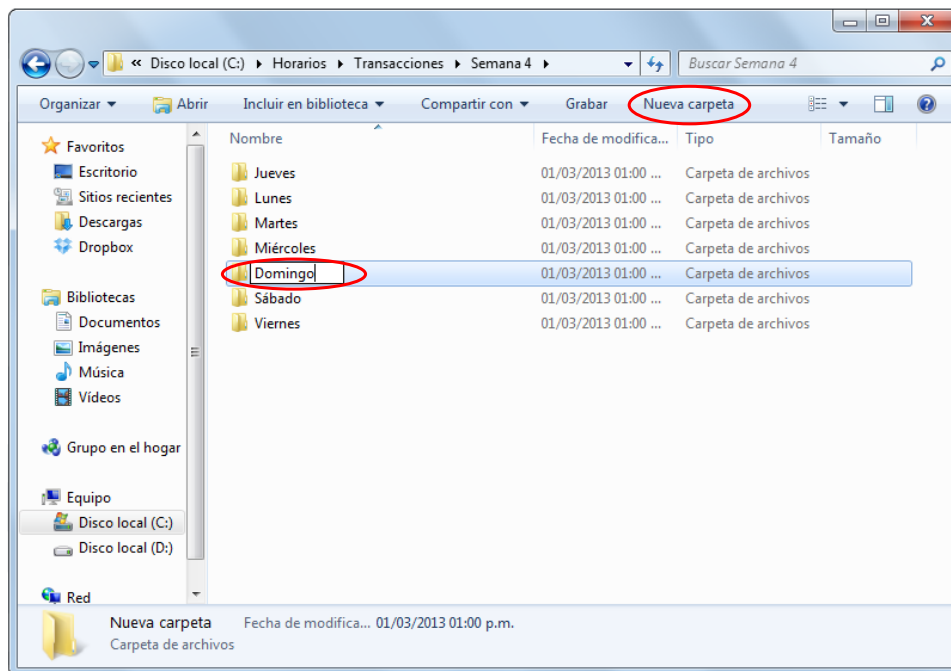 « Disco local (C:) Horarios Transacciones Semana 4 Buscar Semana 4
Organizar Abrir Incluir en biblioteca Compartir con Grabar Nueva carpeta
Favoritos
Escritorio
Sitios recientes
Descargas
Dropbox
Bibliotecas
Documentos
Imágenes
Música
Vídeos
Grupo en el hogar
Equipo
Disco local (C:)
Disco local (D:)
Red
Nombre Fecha de modifica... Tipo Tamaño
Jueves 01/03/2013 01:00 ... Carpeta de archivos
Lunes 01/03/2013 01:00 ... Carpeta de archivos
Martes 01/03/2013 01:00 ... Carpeta de archivos
Miércoles 01/03/2013 01:00 ... Carpeta de archivos
Domingo 01/03/2013 01:00 ... Carpeta de archivos
Sábado 01/03/2013 01:00 ... Carpeta de archivos
Viernes 01/03/2013 01:00 ... Carpeta de archivos
Nueva carpeta Fecha de modifica... 01/03/2013 01:00 p.m.
Carpeta de archivos